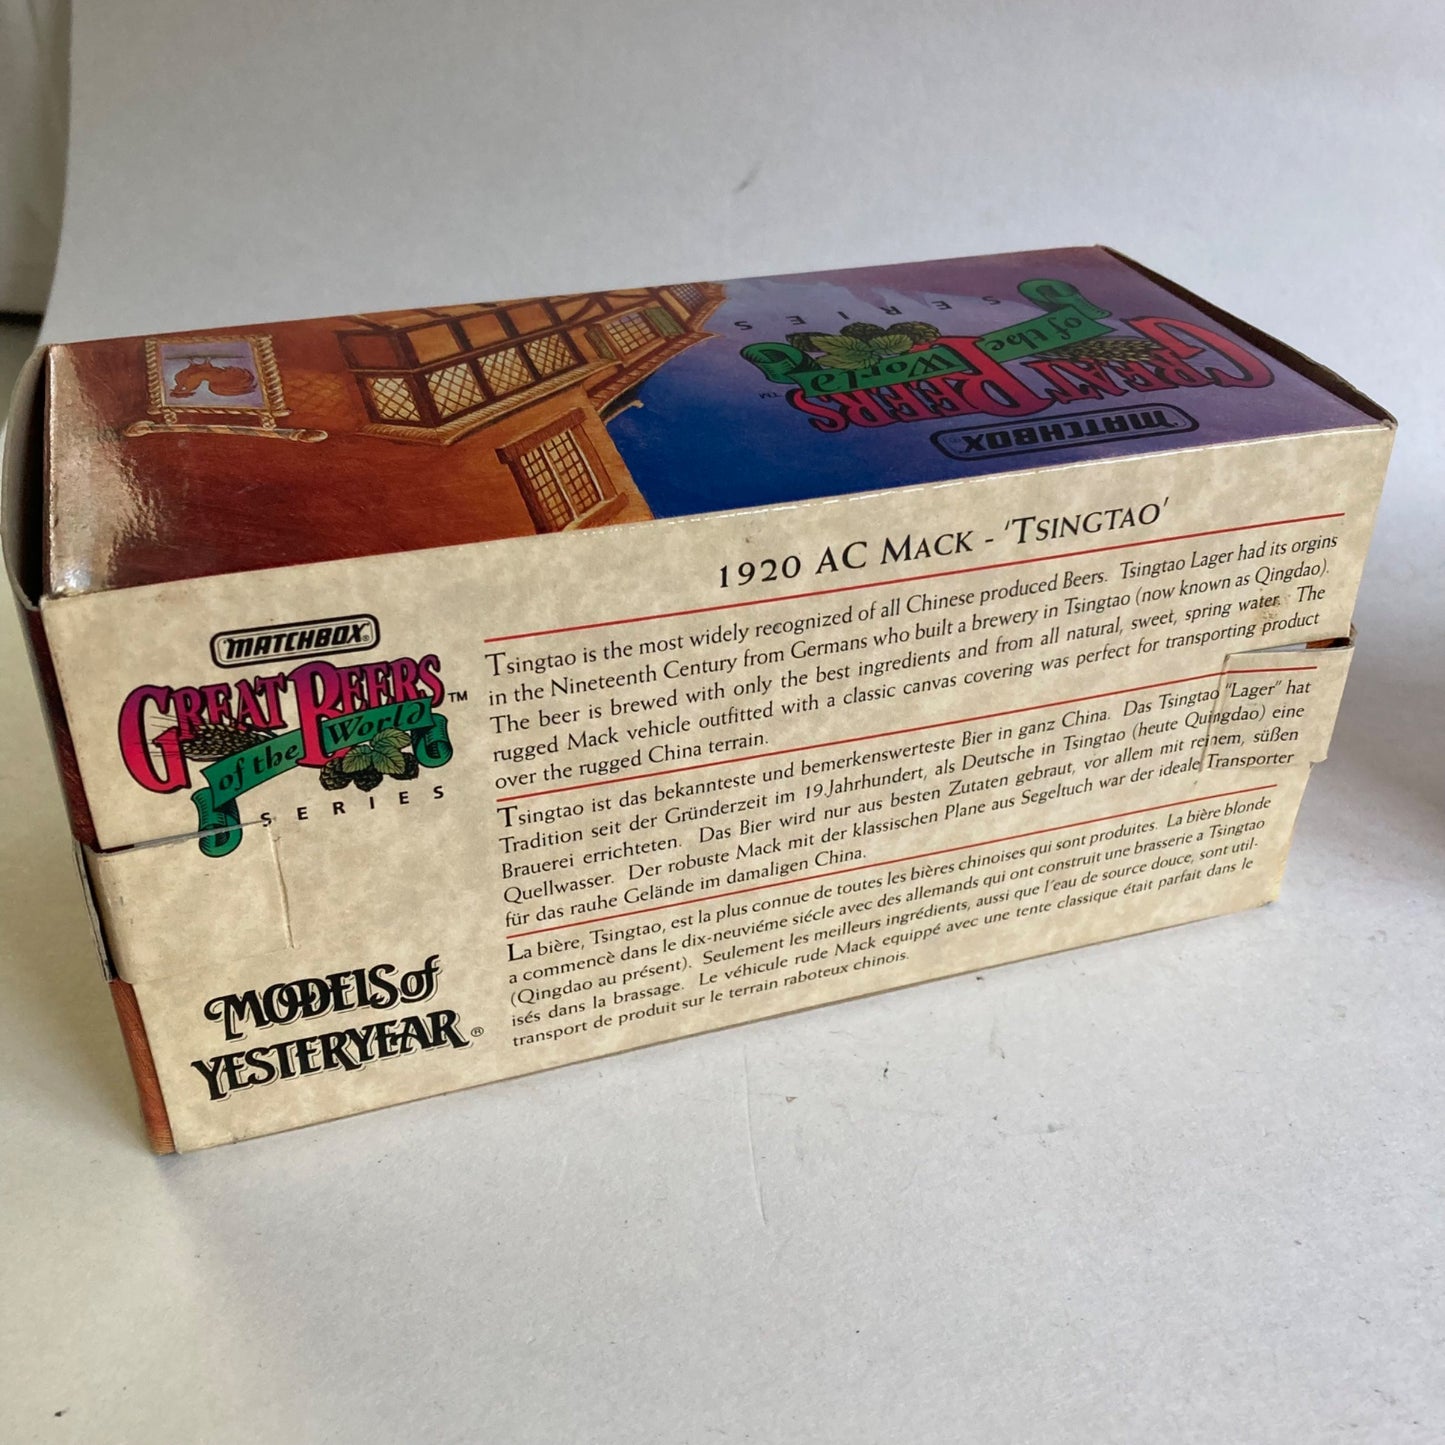 MATCHBOX®
GREAT BEERS™
of the World
SERIES
1920 AC MACK - 'TSINGTAO'
Tsingtao is the most widely recognized of all Chinese produced Beers. Tsingtao Lager had its orgins
in the Nineteenth Century from Germans who built a brewery in Tsingtao (now known as Qingdao).
The beer is brewed with only the best ingredients and from all natural, sweet, spring water. The
rugged Mack vehicle outfitted with a classic canvas covering was perfect for transporting product
over the rugged China terrain.
Tsingtao ist das bekannteste und bemerkenswerteste Bier in ganz China. Das Tsingtao "Lager" hat
Tradition seit der Gründerzeit im 19.Jahrhundert, als Deutsche in Tsingtao (heute Quingdao) eine
Brauerei errichteten. Das Bier wird nur aus besten Zutaten gebraut, vor allem mit reinem, süßen
Quellwasser. Der robuste Mack mit der klassischen Plane aus Segeltuch war der ideale Transporter
für das rauhe Gelände im damaligen China.
La bière, Tsingtao, est la plus connue de toutes les bières chinoises qui sont produites. La bière blonde
a commencè dans le dix-neuviéme siécle avec des allemands qui ont construit une brasserie a Tsingtao
(Qingdao au présent). Seulement les meilleurs ingrédients, aussi que l'eau de source douce, sont util-
isés dans la brassage. Le véhicule rude Mack equippé avec une tente classique était parfait dans le
transport de produit sur le terrain raboteux chinois.
MATCHBOX®
GREAT BEERS™
of the World
SERIES
MODELS of
YESTERYEAR®